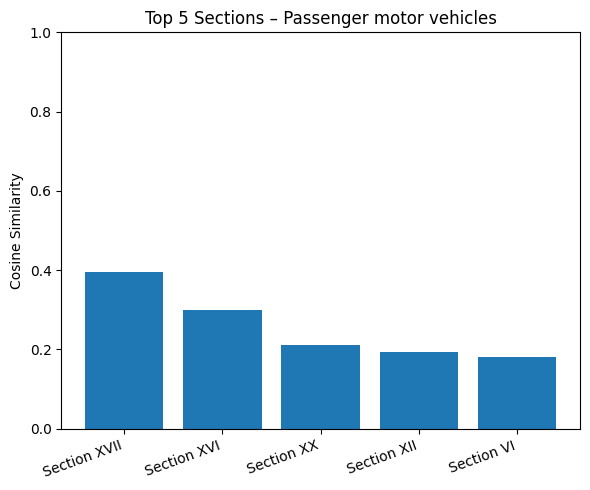 Top 5 Sections – Passenger motor vehicles
Cosine Similarity
1.0
0.8
0.6
0.4
0.2
0.0
Section XVII
Section XVI
Section XX
Section XII
Section VI